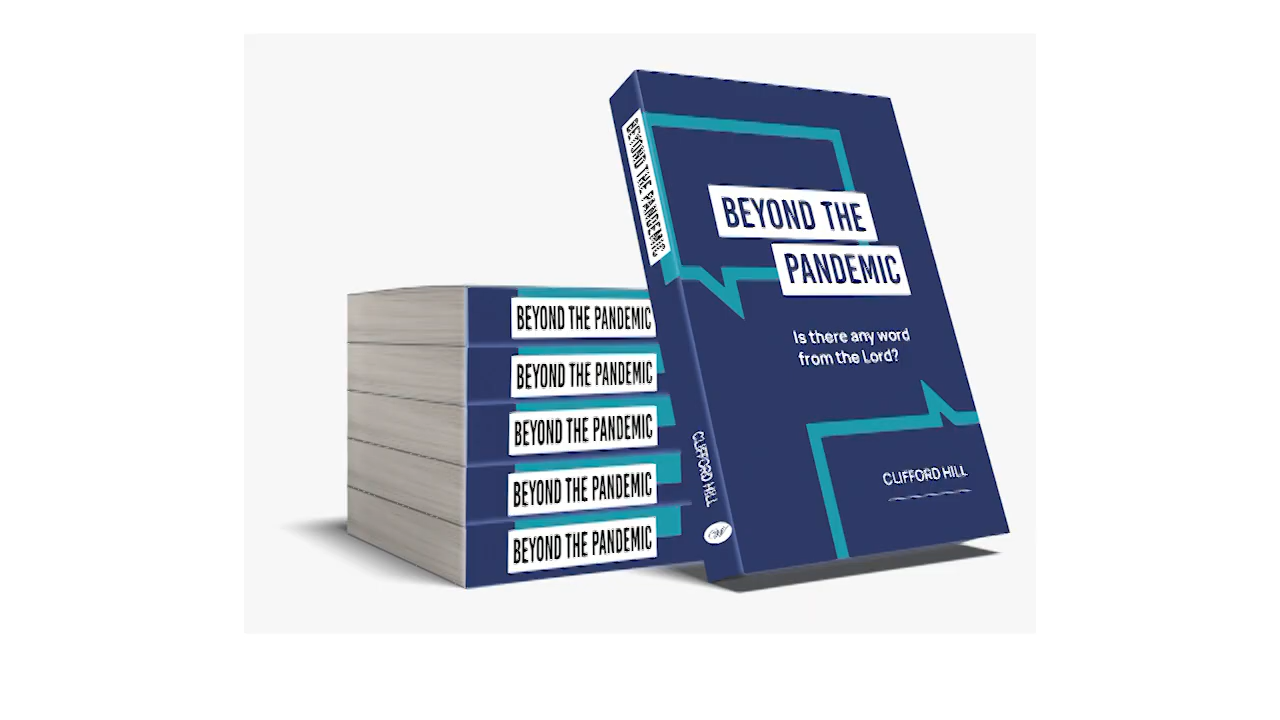 BEYOND THE PANDEMIC
BEYOND THE
PANDEMIC
Is there any word
from the Lord?
CLIFFORD HILL
CLIFFORD HILL
BEYOND THE PANDEMIC
BEYOND THE PANDEMIC
BEYOND THE PANDEMIC
BEYOND THE PANDEMIC
BEYOND THE PANDEMIC